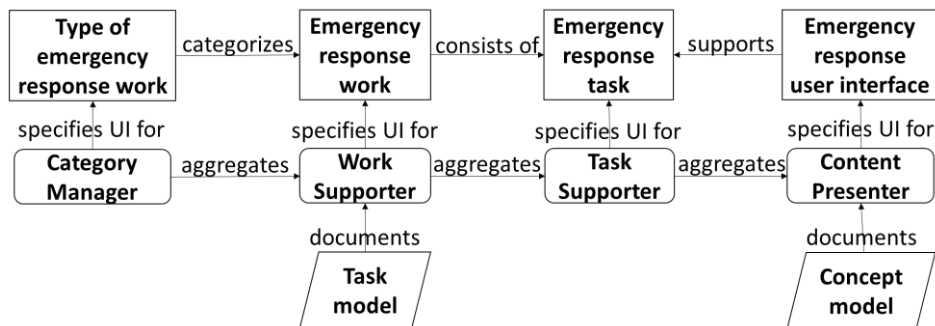 Type of
emergency
response work
categorizes
Emergency
response
work
consists of
Emergency
response
task
supports
Emergency
response
user interface
specifies UI for
specifies UI for
specifies UI for
specifies UI for
Category
Manager
aggregates
Work
Supporter
aggregates
Task
Supporter
aggregates
Content
Presenter
documents
documents
Task
model
Concept
model